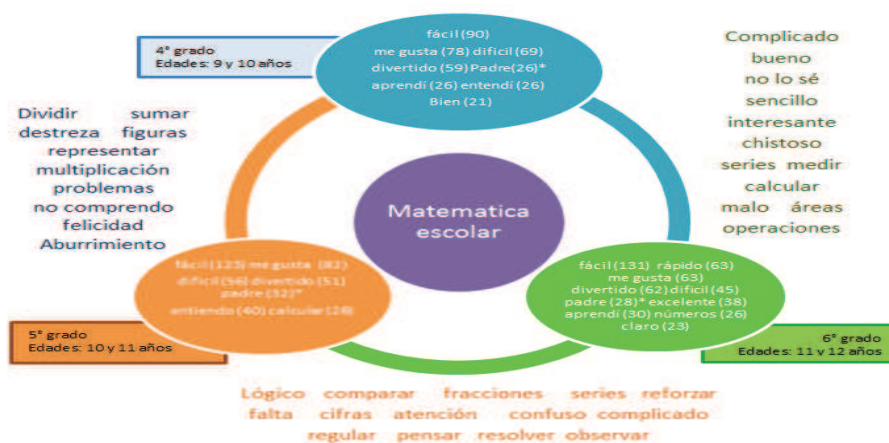 4° grado
Edades: 9 y 10 años
fácil (90)
me gusta (78) dificil (69)
divertido (59) Padre(26)*
aprendí (26) entendí (26)
Bien (21)
Complicado
bueno
no lo sé
sencillo
interesante
chistoso
series medir
calcular
malo áreas
operaciones
Dividir sumar
destreza figuras
representar
multiplicación
problemas
no comprendo
felicidad
Aburrimiento
Matematica
escolar
fácil (123) me gusta (82)
dificil (56) divertido (51)
padre (32)*
entiendo (40) calcular (28)
fácil (131) rápido (63)
me gusta (63)
divertido (62) dificil (45)
padre (28)* excelente (38)
aprendí (30) números (26)
claro (23)
5° grado
Edades: 10 y 11 años
6° grado
Edades: 11 y 12 años
Lógico comparar fracciones series reforzar
falta cifras atención confuso complicado
regular pensar resolver observar